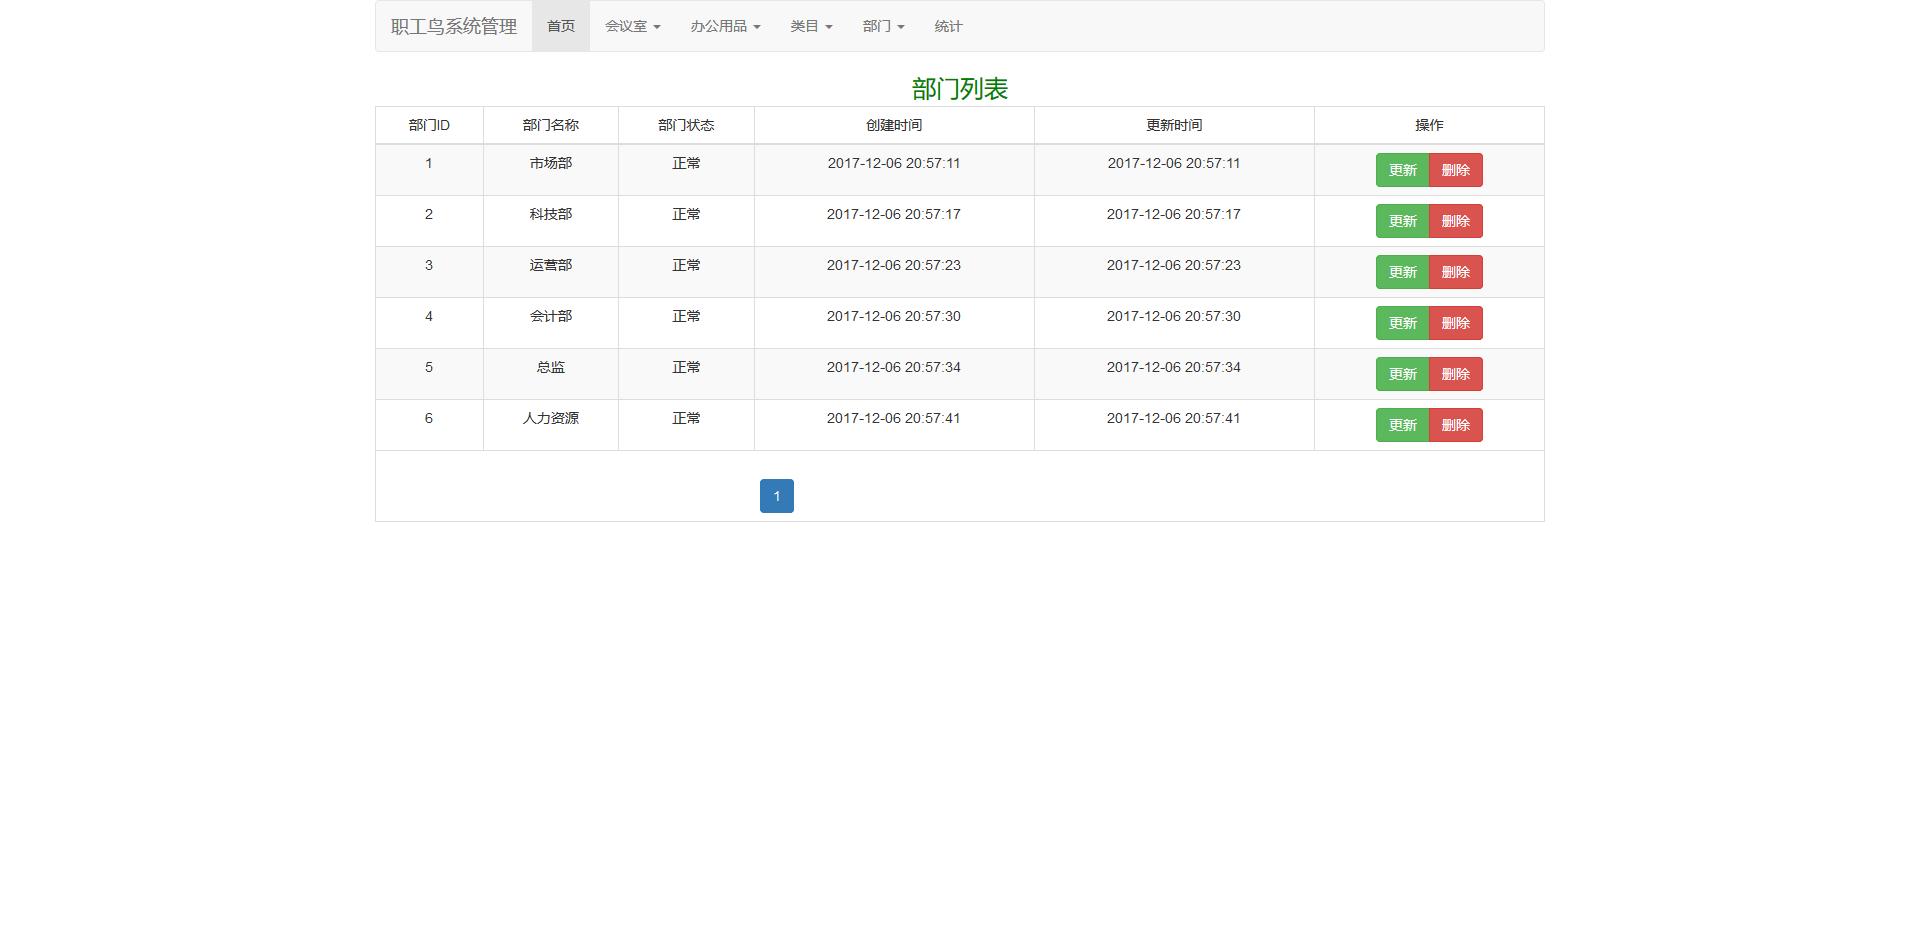 职工鸟系统管理 首页 会议室 办公用品 类目 部门 统计
部门列表
部门ID 部门名称 部门状态 创建时间 更新时间 操作
1 市场部 正常 2017-12-06 20:57:11 2017-12-06 20:57:11 更新 删除
2 科技部 正常 2017-12-06 20:57:17 2017-12-06 20:57:17 更新 删除
3 运营部 正常 2017-12-06 20:57:23 2017-12-06 20:57:23 更新 删除
4 会计部 正常 2017-12-06 20:57:30 2017-12-06 20:57:30 更新 删除
5 总监 正常 2017-12-06 20:57:34 2017-12-06 20:57:34 更新 删除
6 人力资源 正常 2017-12-06 20:57:41 2017-12-06 20:57:41 更新 删除
1